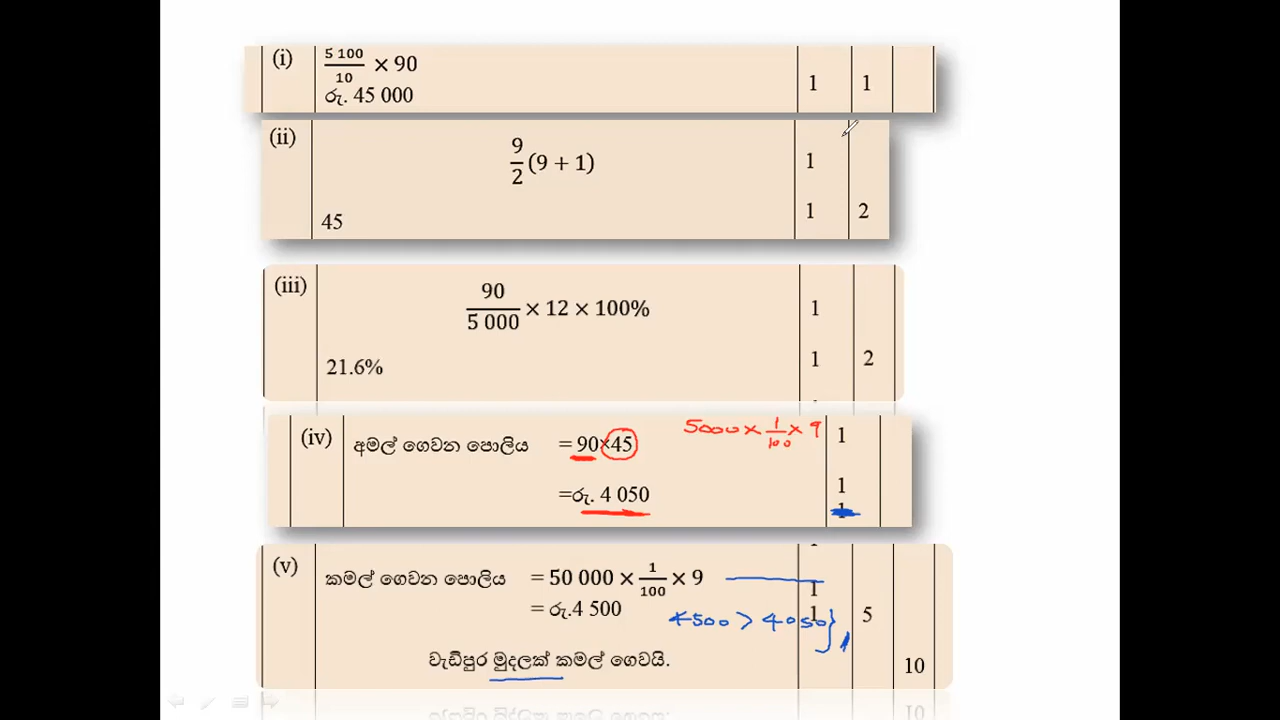 (i) 5 100/10 × 90 1 1
රු. 45 000
(ii) 9/2 (9 + 1) 1
45 1 2
(iii) 90/5 000 × 12 × 100% 1
21.6% 1 2
(iv) අමල් ගෙවන පොලිය = 90×45 5000 × 1/100 × 9 1
=රු. 4 050 1
1
(v) කමල් ගෙවන පොලිය = 50 000 × 1/100 × 9 1
= රු.4 500 4500 > 4050} 1 1 5
වැඩිපුර මුදලක් කමල් ගෙවයි. 10